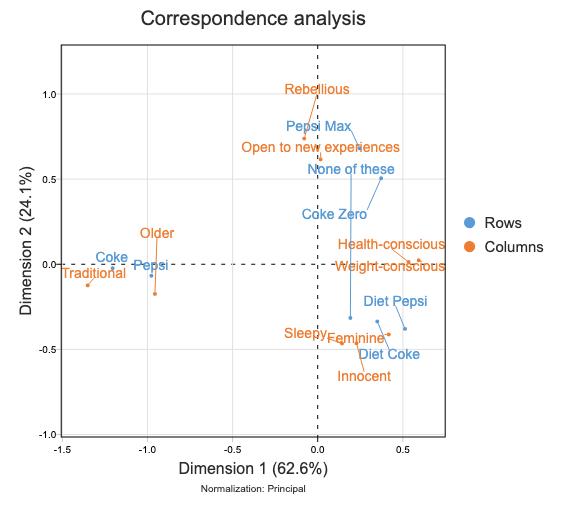 Correspondence analysis
Rebellious
1.0
Pepsi Max
Open to new experiences
None of these
0.5
Coke Zero
Rows
Older
Health-conscious
Columns
Coke
Pepsi
0.0
Traditional
Weight-conscious
Diet Pepsi
Sleepy
Feminine
-0.5
Diet Coke
Innocent
-1.0
-1.5 -1.0 -0.5 0.0 0.5
Dimension 2 (24.1%)
Dimension 1 (62.6%)
Normalization: Principal